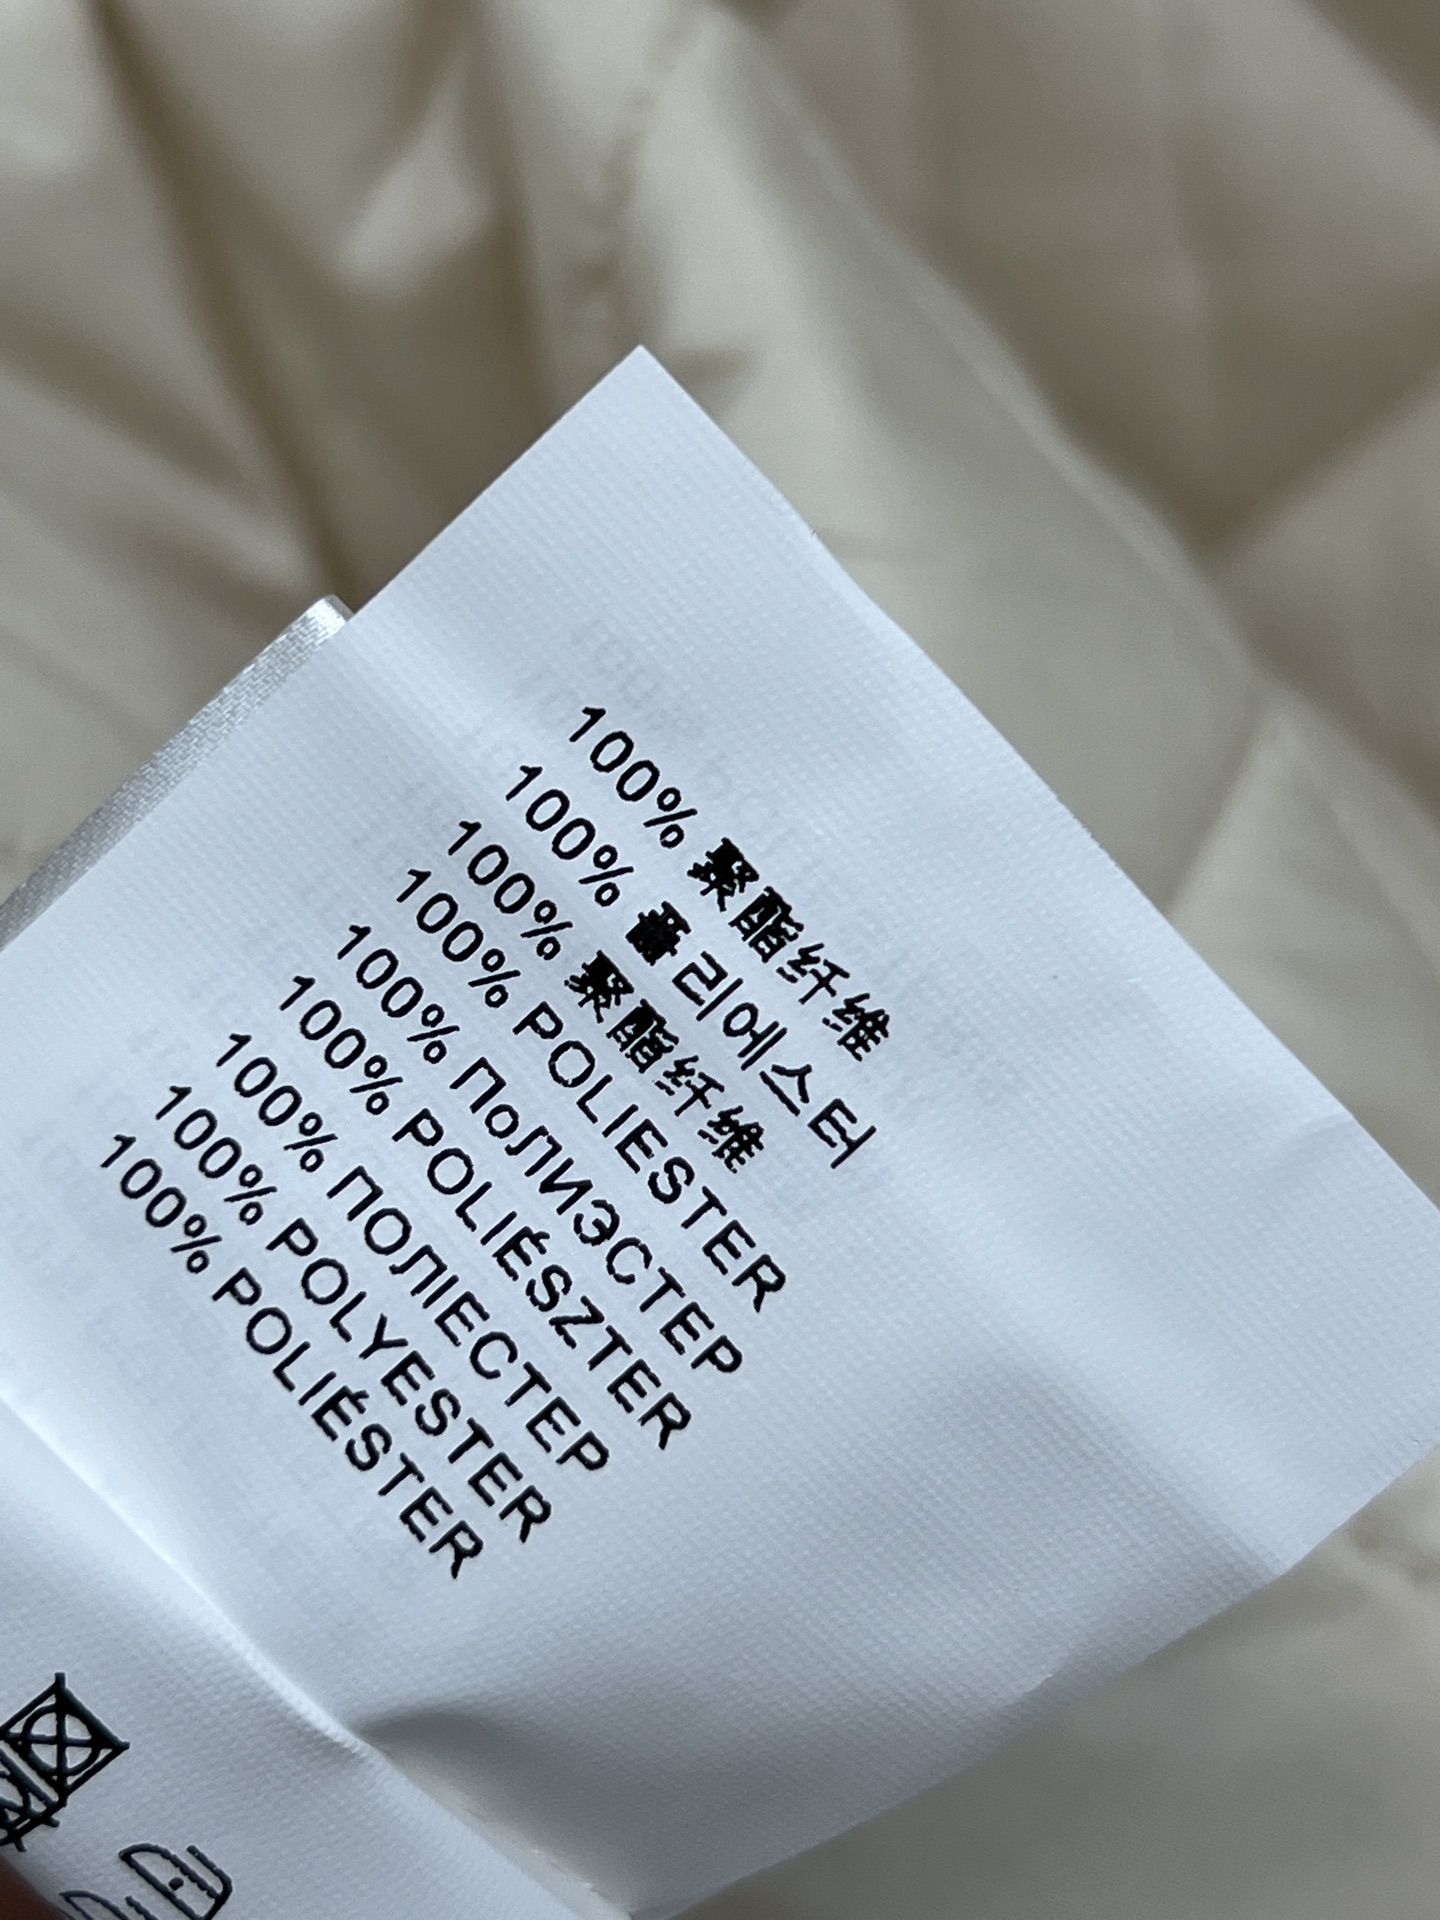 100% 聚酯纤维
100% 폴리에스터
100% 聚酯纤维
100% POLIESTER
100% ПоЛИЭСТЕР
100% POLIÉSZTER
100% ПОЛІЕСТЕР
100% POLYESTER
100% POLIÉSTER